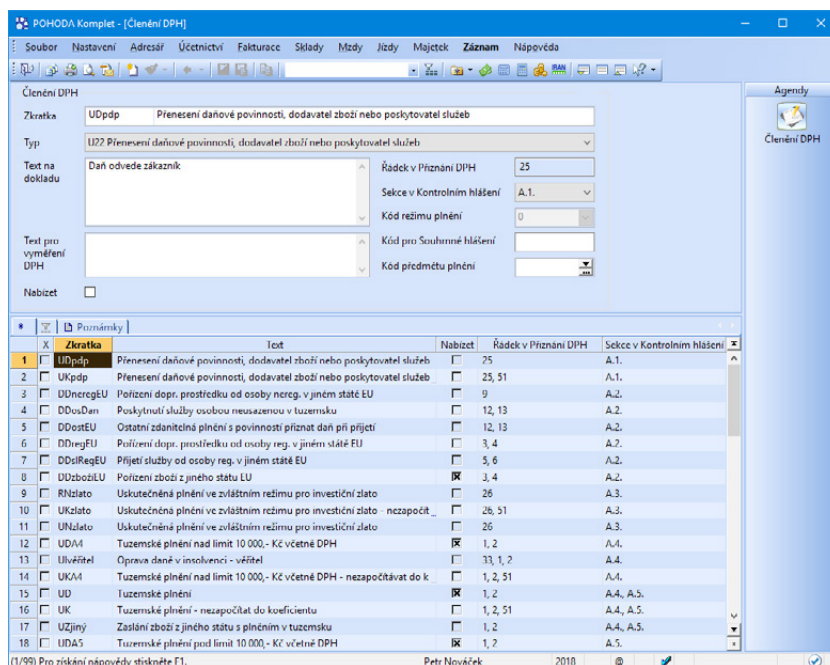 POHODA Komplet - [Členění DPH]
Soubor Nastavení Adresář Účetnictví Fakturace Sklady Mzdy Jízdy Majetek Záznam Nápověda
Členění DPH
Agendy
Členění DPH
Zkratka UDpdp Přenesení daňové povinnosti, dodavatel zboží nebo poskytovatel služeb
Typ U22 Přenesení daňové povinnosti, dodavatel zboží nebo poskytovatel služeb
Text na dokladu Daň odvede zákazník
Řádek v Přiznání DPH 25
Sekce v Kontrolním hlášení A.1.
Kód režimu plnění 0
Text pro vyměření DPH
Kód pro Souhrnné hlášení
Kód předmětu plnění
Nabízet
* Poznámky
X Zkratka Text Nabízet Řádek v Přiznání DPH Sekce v Kontrolním hlášení
1 UDpdp Přenesení daňové povinnosti, dodavatel zboží nebo poskytovatel služeb 25 A.1.
2 UKpdp Přenesení daňové povinnosti, dodavatel zboží nebo poskytovatel služeb 25, 51 A.1.
3 DDneregEU Pořízení dopr. prostředku od osoby nereg. v jiném státě EU 9 A.2.
4 DDosDan Poskytnutí služby osobou neusazenou v tuzemsku 12, 13 A.2.
5 DDostEU Ostatní zdanitelná plnění s povinností přiznat daň při přijetí 12, 13 A.2.
6 DDregEU Pořízení dopr. prostředku od osoby reg. v jiném státě EU 3, 4 A.2.
7 DDslRegEU Přijetí služby od osoby reg. v jiném státě EU 5, 6 A.2.
8 DDzbožíEU Pořízení zboží z jiného státu EU 3, 4 A.2.
9 RNzlato Uskutečněná plnění ve zvláštním režimu pro investiční zlato 26 A.3.
10 UKzlato Uskutečněná plnění ve zvláštním režimu pro investiční zlato - nezapočít 26, 51 A.3.
11 UNzlato Uskutečněná plnění ve zvláštním režimu pro investiční zlato 26 A.3.
12 UDA4 Tuzemské plnění nad limit 10 000,- Kč včetně DPH 1, 2 A.4.
13 UIvěřitel Oprava daně v insolvenci - věřitel 33, 1, 2 A.4.
14 UKA4 Tuzemské plnění nad limit 10 000,- Kč včetně DPH - nezapočítávat do k 1, 2, 51 A.4.
15 UD Tuzemské plnění 1, 2 A.4., A.5.
16 UK Tuzemské plnění - nezapočítat do koeficientu 1, 2, 51 A.4., A.5.
17 UZjiný Zaslání zboží z jiného státu s plněním v tuzemsku 1, 2 A.4., A.5.
18 UDA5 Tuzemské plnění pod limit 10 000,- Kč včetně DPH 1, 2 A.5.
(1/99) Pro získání nápovědy stiskněte F1. Petr Nováček 2018 @